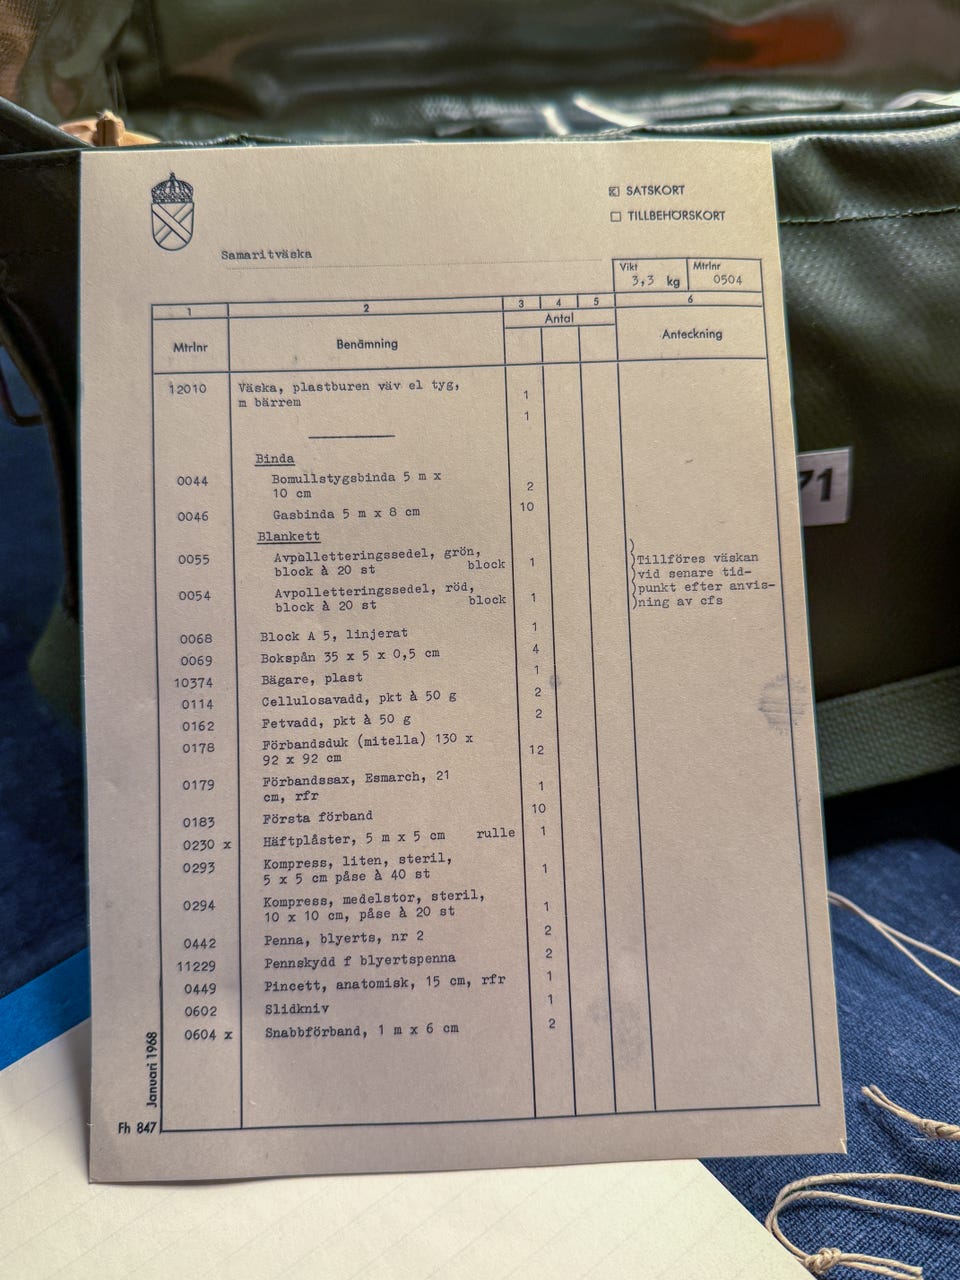 ☒ SATSKORT
☐ TILLBEHÖRSKORT
Samaritväska
Vikt
3,3 kg
Mtrlnr
0504
1 2 3 4 5 6
Mtrlnr Benämning Antal Anteckning
12010 Väska, plastburen väv el tyg, 1
m bärrem 1
Binda
0044 Bomullstygsbinda 5 m x
10 cm 2
0046 Gasbinda 5 m x 8 cm 10
Blankett
0055 Avpolletteringssedel, grön,
block à 20 st block 1
0054 Avpolletteringssedel, röd,
block à 20 st block 1
)Tillföres väskan
)vid senare tid-
)punkt efter anvis-
)ning av cfs
0068 Block A 5, linjerat 1
0069 Bokspån 35 x 5 x 0,5 cm 4
10374 Bägare, plast 1
0114 Cellulosavadd, pkt à 50 g 2
0162 Fetvadd, pkt à 50 g 2
0178 Förbandsduk (mitella) 130 x
92 x 92 cm 12
0179 Förbandssax, Esmarch, 21
cm, rfr 1
0183 Första förband 10
0230 x Häftplåster, 5 m x 5 cm rulle 1
0293 Kompress, liten, steril,
5 x 5 cm påse à 40 st 1
0294 Kompress, medelstor, steril,
10 x 10 cm, påse à 20 st 1
0442 Penna, blyerts, nr 2 2
11229 Pennskydd f blyertspenna 2
0449 Pincett, anatomisk, 15 cm, rfr 1
0602 Slidkniv 1
0604 x Snabbförband, 1 m x 6 cm 2
Januari 1968
Fh 847
71